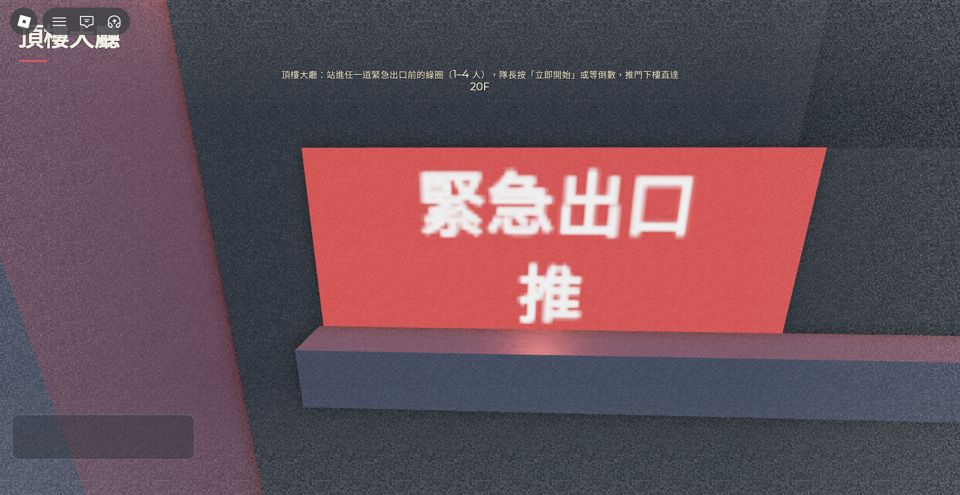 頂樓大廳
頂樓大廳：站進任一道緊急出口前的綠圈（1–4 人），隊長按「立即開始」或等倒數，推門下樓直達
20F
緊急出口
推